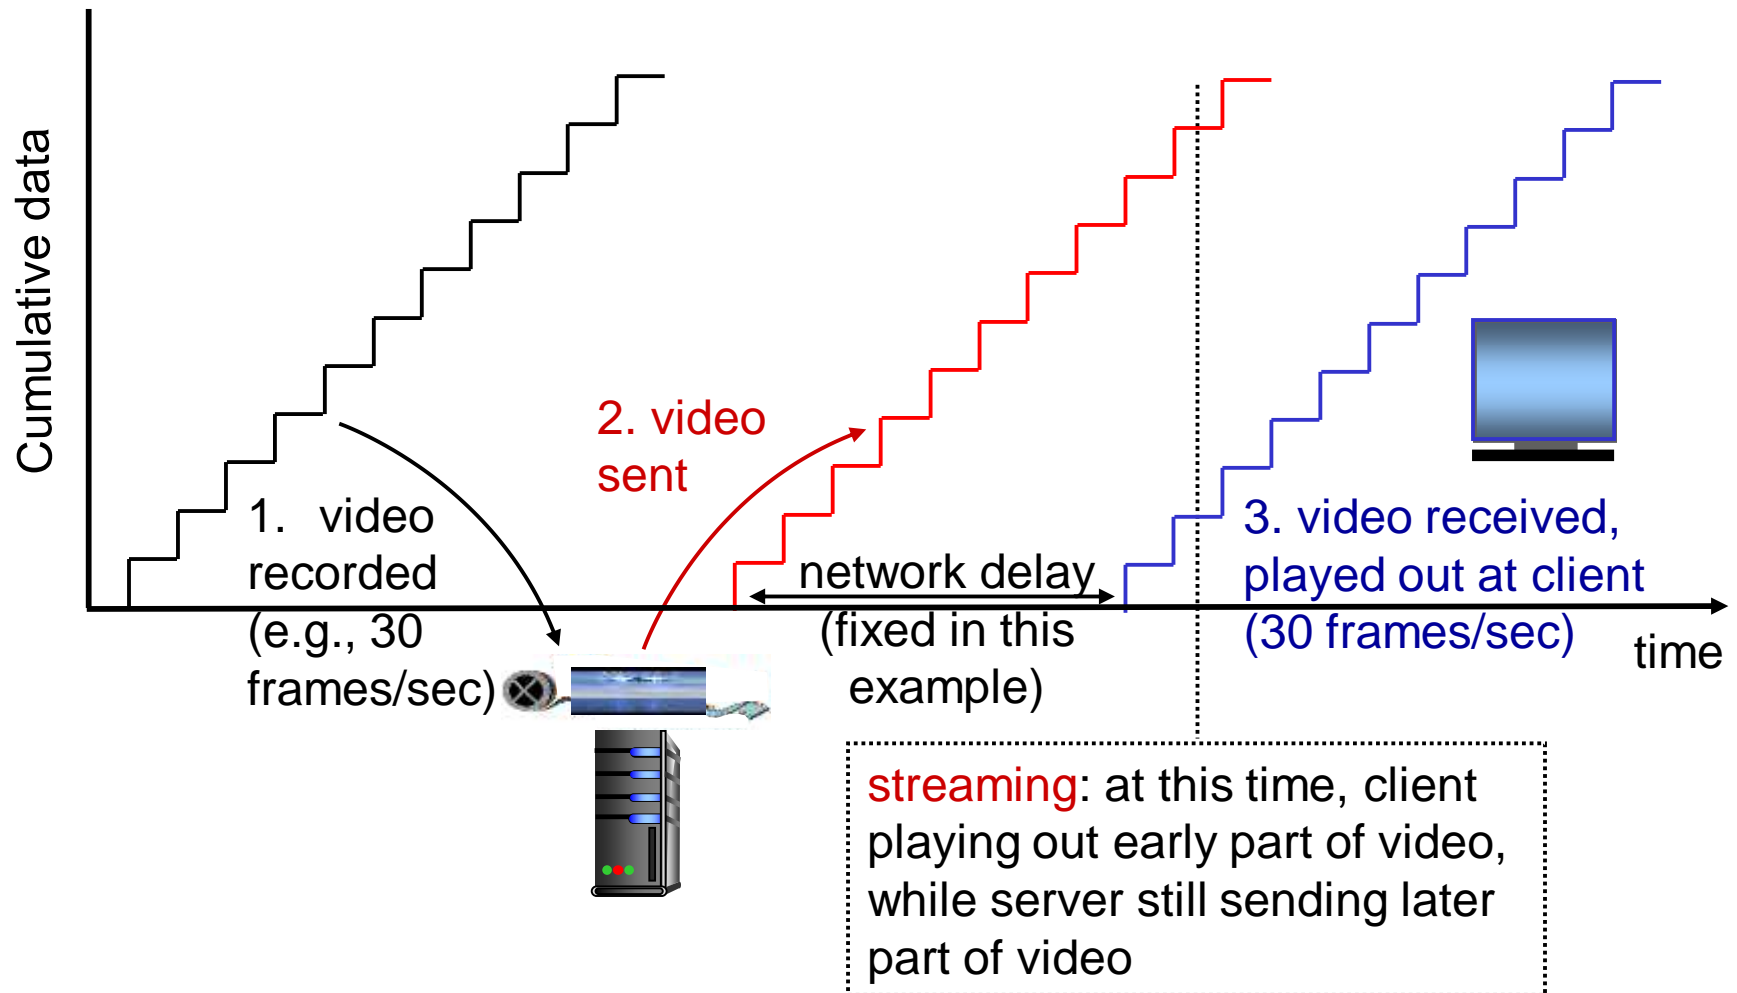 Cumulative data
1. video
recorded
(e.g., 30
frames/sec)
2. video
sent
network delay
(fixed in this
example)
3. video received,
played out at client
(30 frames/sec)
time
streaming: at this time, client
playing out early part of video,
while server still sending later
part of video